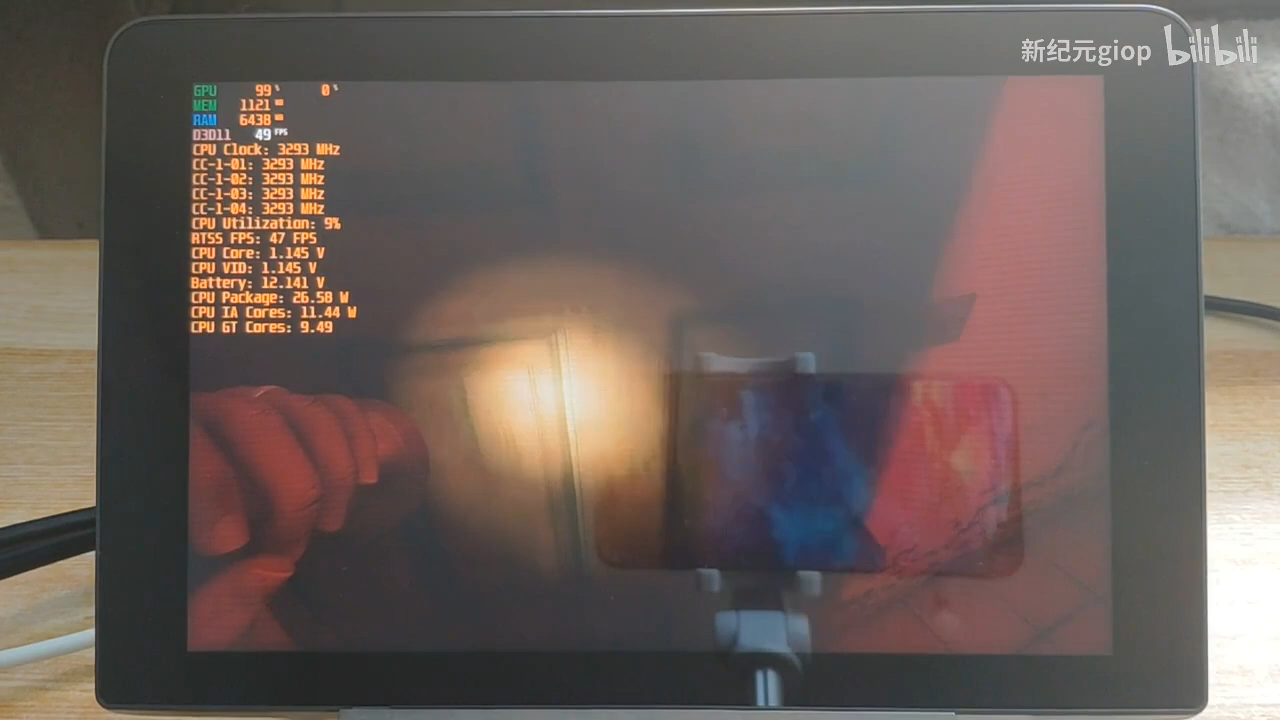 新纪元giop bilibili
GPU 99 % 0 %
MEM 1121 MB
RAM 6438 MB
D3D11 49 FPS
CPU Clock: 3293 MHz
CC-1-01: 3293 MHz
CC-1-02: 3293 MHz
CC-1-03: 3293 MHz
CC-1-04: 3293 MHz
CPU Utilization: 9%
RTSS FPS: 47 FPS
CPU Core: 1.145 V
CPU VID: 1.145 V
Battery: 12.141 V
CPU Package: 26.58 W
CPU IA Cores: 11.44 W
CPU GT Cores: 9.49